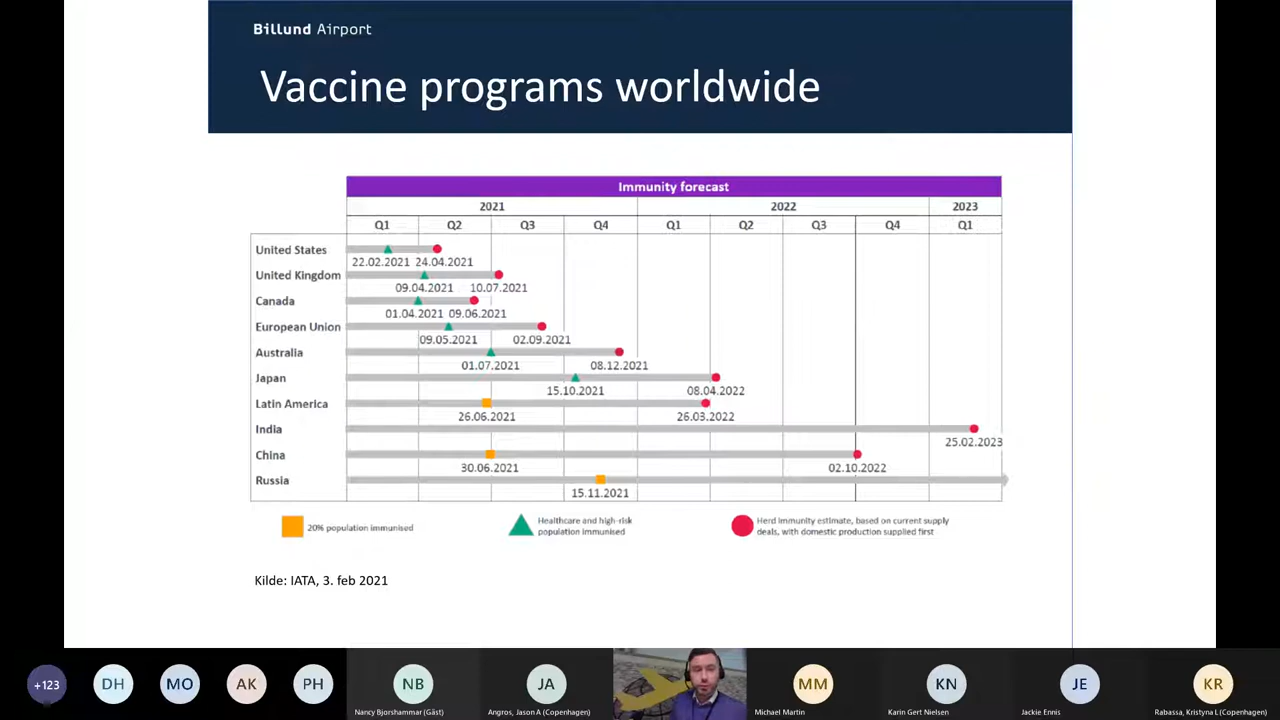 Billund Airport
Vaccine programs worldwide
Immunity forecast
2021 2022 2023
Q1 Q2 Q3 Q4 Q1 Q2 Q3 Q4 Q1
United States
22.02.2021 24.04.2021
United Kingdom
09.04.2021 10.07.2021
Canada
01.04.2021 09.06.2021
European Union
09.05.2021 02.09.2021
Australia
01.07.2021 08.12.2021
Japan
15.10.2021 08.04.2022
Latin America
26.06.2021 26.03.2022
India
25.02.2023
China
30.06.2021 02.10.2022
Russia
15.11.2021
20% population immunised
Healthcare and high-risk
population immunised
Herd immunity estimate, based on current supply
deals, with domestic production supplied first
Kilde: IATA, 3. feb 2021
+123 DH MO AK PH NB JA MM KN JE KR
Nancy Bjorshammar (Gäst) Angros, Jason A (Copenhagen) Michael Martin Karin Gert Nielsen Jackie Ennis Rabassa, Kristyna L (Copenhagen)